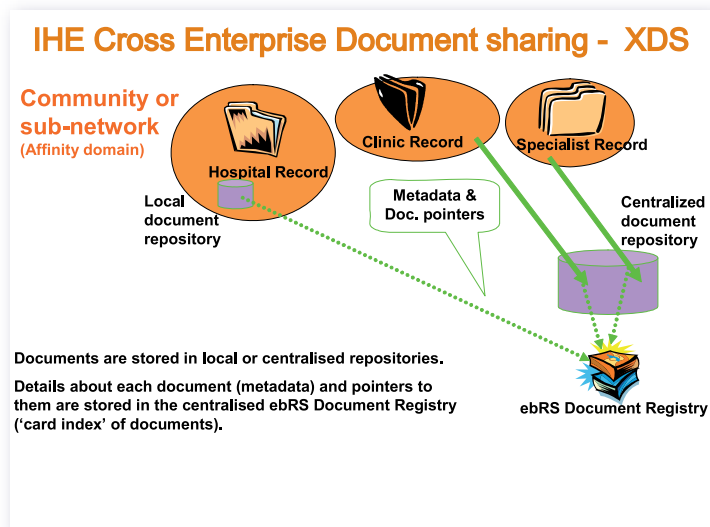 IHE Cross Enterprise Document sharing - XDS
Community or
sub-network
(Affinity domain)
Hospital Record
Clinic Record
Specialist Record
Local
document
repository
Metadata &
Doc. pointers
Centralized
document
repository
Documents are stored in local or centralised repositories.
Details about each document (metadata) and pointers to
them are stored in the centralised ebRS Document Registry
(‘card index’ of documents).
ebRS Document Registry